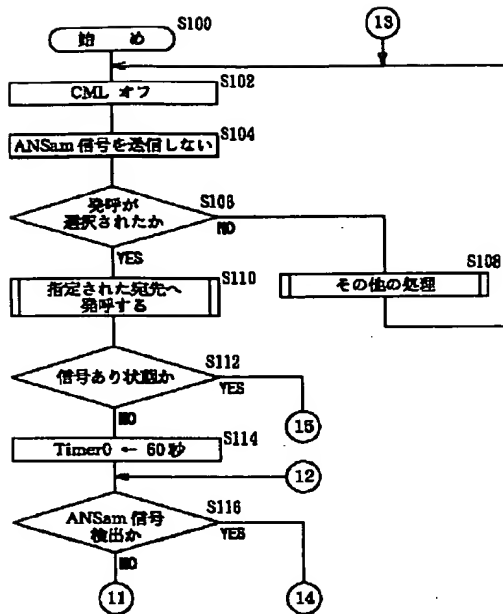 始 め
S100
13
CML オフ
S102
ANSam 信号を送信しない
S104
発呼が
選択されたか
S106
NO
YES
指定された宛先へ
発呼する
S110
その他の処理
S108
信号あり状態か
S112
YES
NO
15
Timer0 ← 60秒
S114
12
ANSam 信号
検出か
S116
YES
NO
11
14